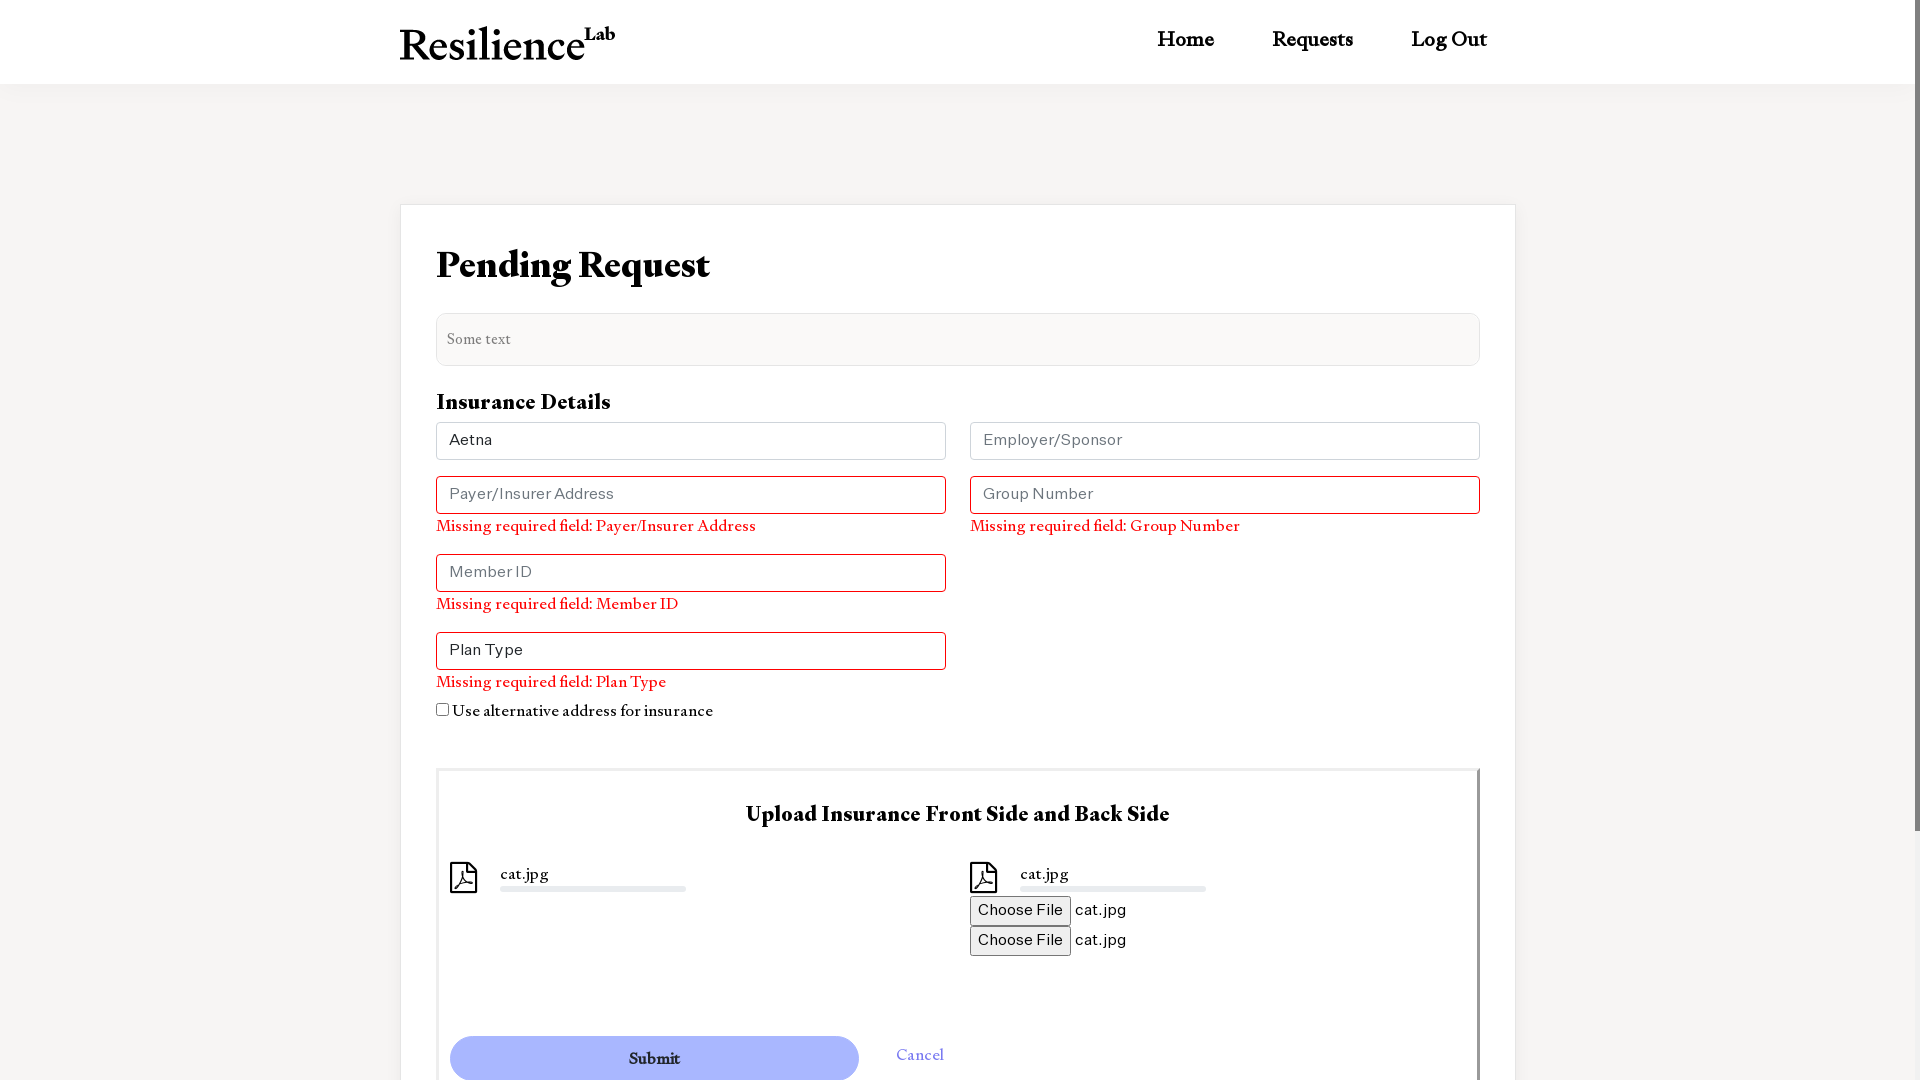 Resilience Lab
Home Requests Log Out
Pending Request
Some text
Insurance Details
Aetna
Employer/Sponsor
Payer/Insurer Address
Group Number
Missing required field: Payer/Insurer Address
Missing required field: Group Number
Member ID
Missing required field: Member ID
Plan Type
Missing required field: Plan Type
Use alternative address for insurance
Upload Insurance Front Side and Back Side
cat.jpg
cat.jpg
Choose File cat.jpg
Choose File cat.jpg
Submit
Cancel